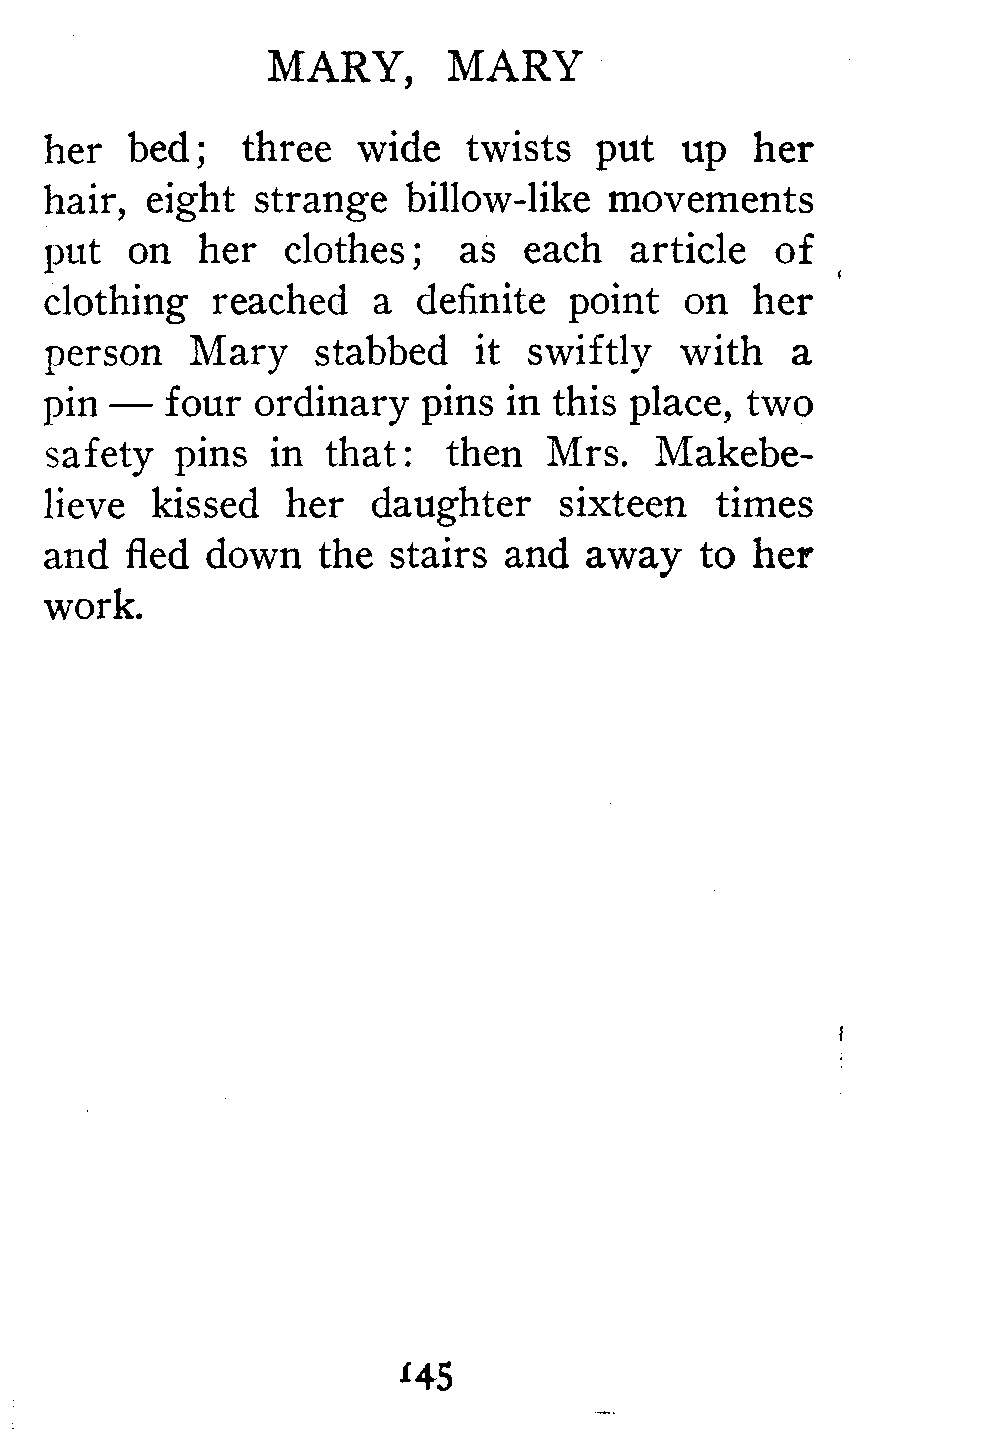 MARY, MARY
her bed; three wide twists put up her
hair, eight strange billow-like movements
put on her clothes; as each article of
clothing reached a definite point on her
person Mary stabbed it swiftly with a
pin — four ordinary pins in this place, two
safety pins in that: then Mrs. Makebe-
lieve kissed her daughter sixteen times
and fled down the stairs and away to her
work.
145